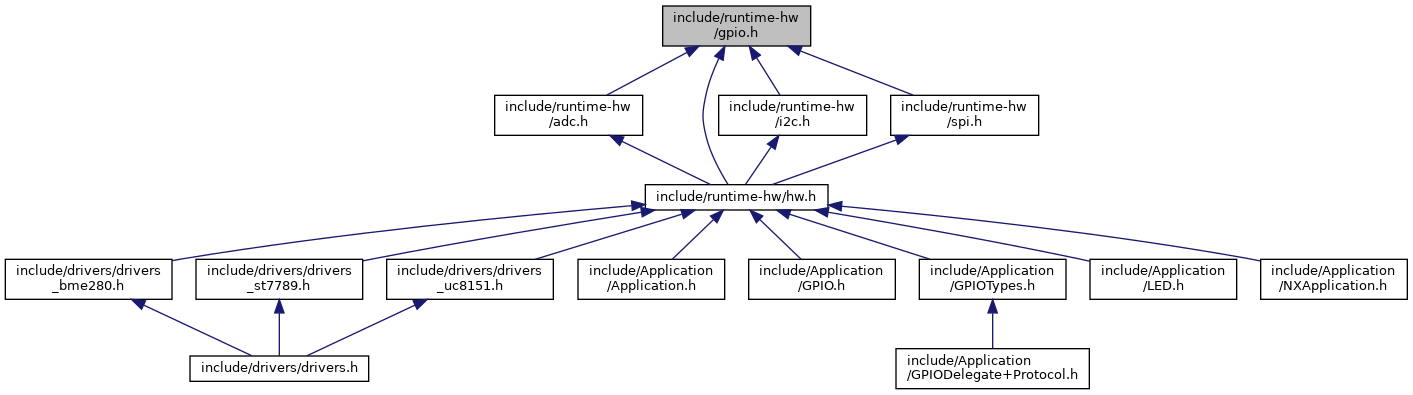 include/runtime-hw
/gpio.h
include/runtime-hw
/adc.h
include/runtime-hw
/i2c.h
include/runtime-hw
/spi.h
include/runtime-hw/hw.h
include/drivers/drivers
_bme280.h
include/drivers/drivers
_st7789.h
include/drivers/drivers
_uc8151.h
include/Application
/Application.h
include/Application
/GPIO.h
include/Application
/GPIOTypes.h
include/Application
/LED.h
include/Application
/NXApplication.h
include/drivers/drivers.h
include/Application
/GPIODelegate+Protocol.h